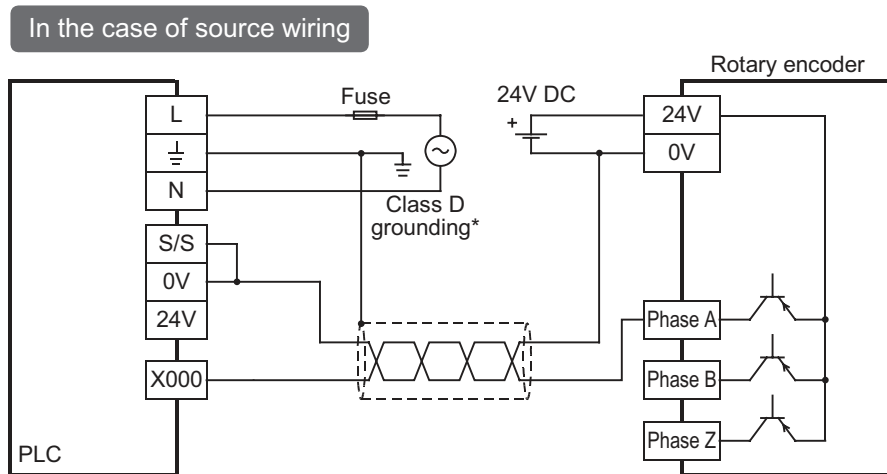 In the case of source wiring
Rotary encoder
Fuse
24V DC
+
L
N
Class D
grounding*
24V
0V
S/S
0V
24V
X000
Phase A
Phase B
Phase Z
PLC